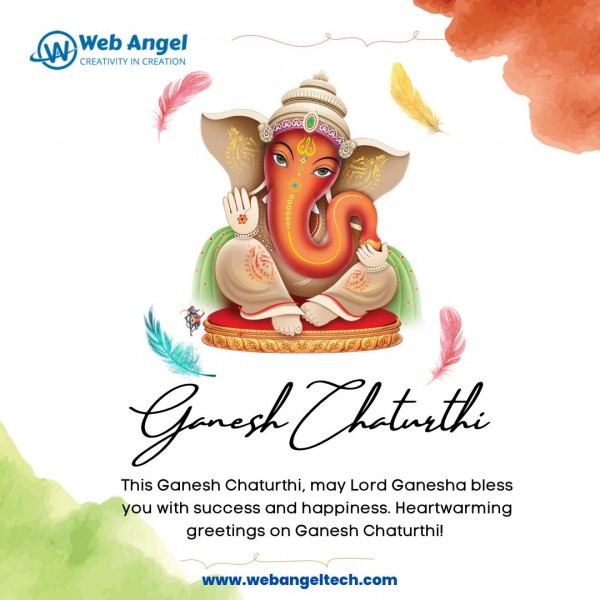 Web Angel
CREATIVITY IN CREATION
Ganesh Chaturthi
This Ganesh Chaturthi, may Lord Ganesha bless
you with success and happiness. Heartwarming
greetings on Ganesh Chaturthi!
www.webangeltech.com